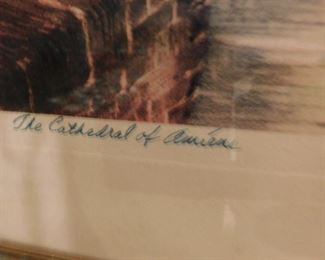 The Cathedral of Amiens